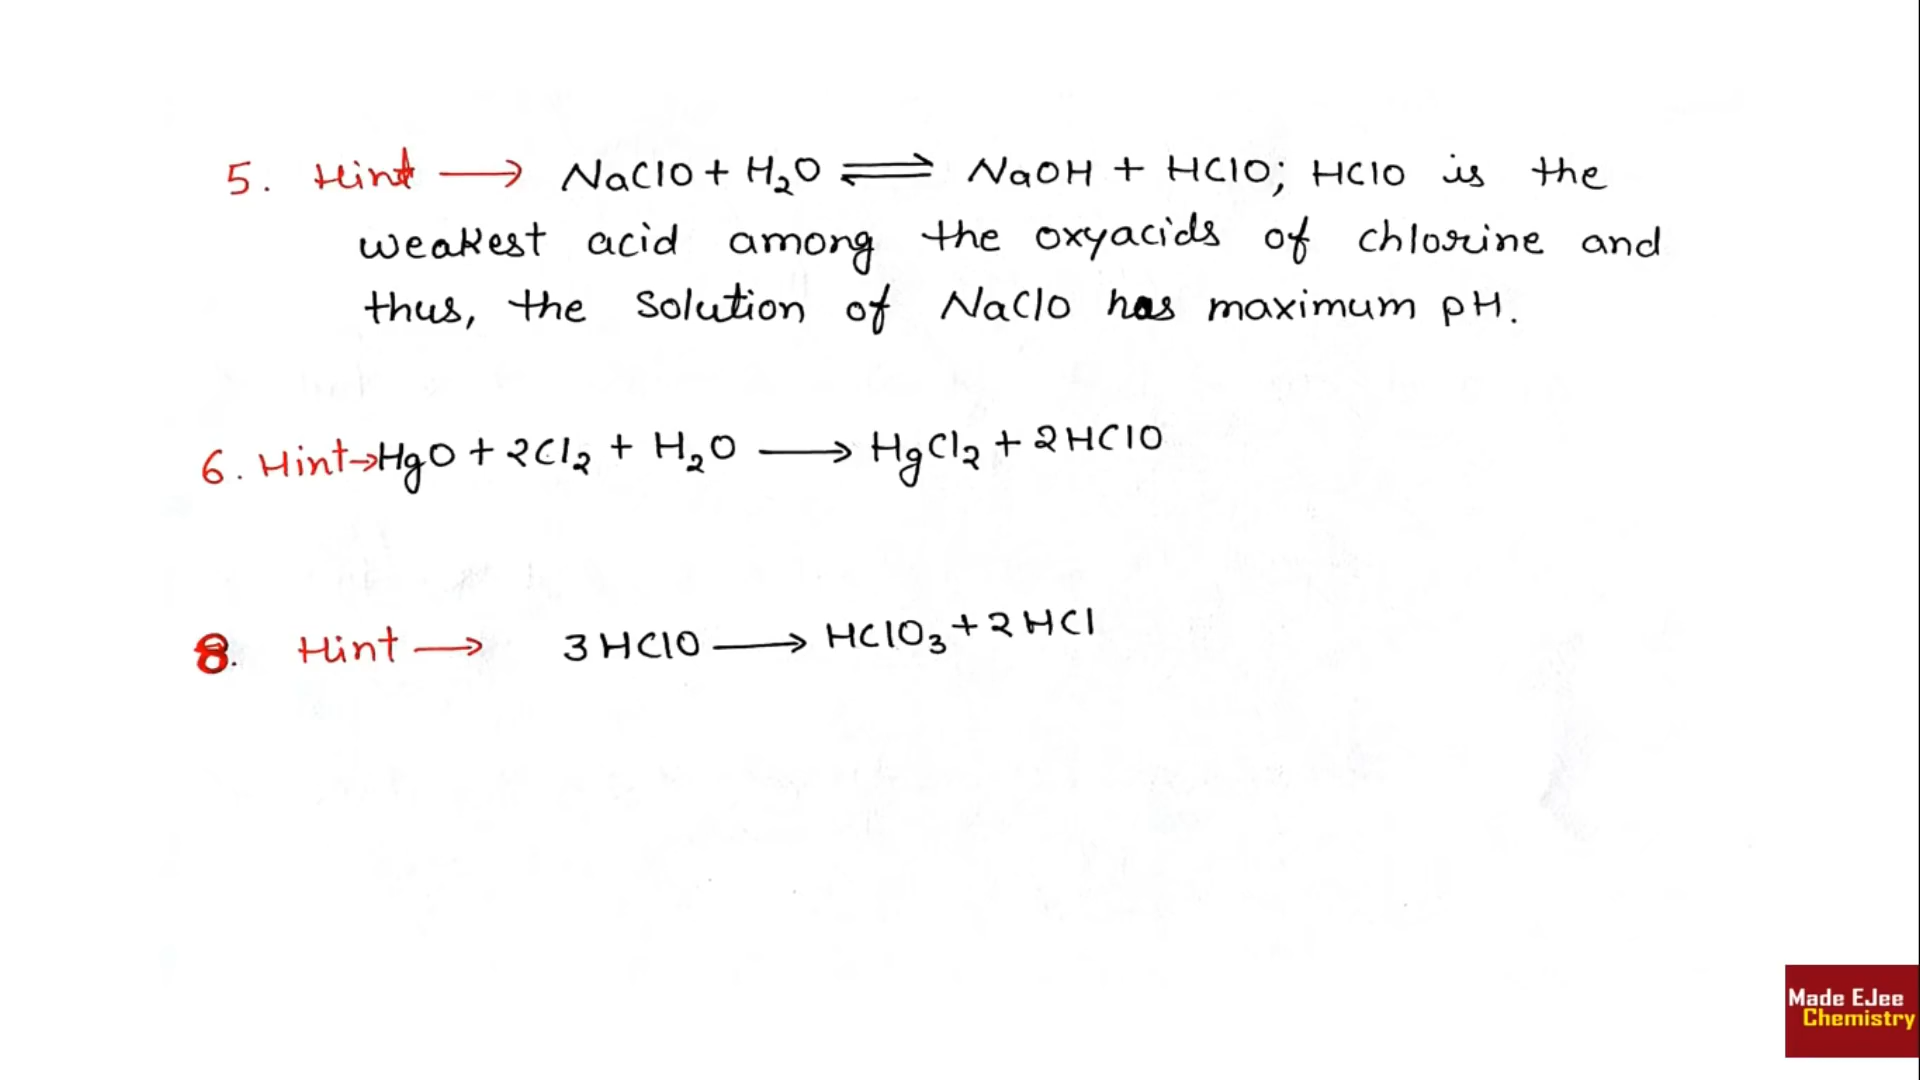 5. Hint → NaClO + H₂O ⇌ NaOH + HClO; HClO is the
weakest acid among the oxyacids of chlorine and
thus, the solution of NaClO has maximum pH.
6. Hint → HgO + 2Cl₂ + H₂O → HgCl₂ + 2HClO
8. Hint → 3HClO → HClO₃ + 2HCl
Made EJee
Chemistry